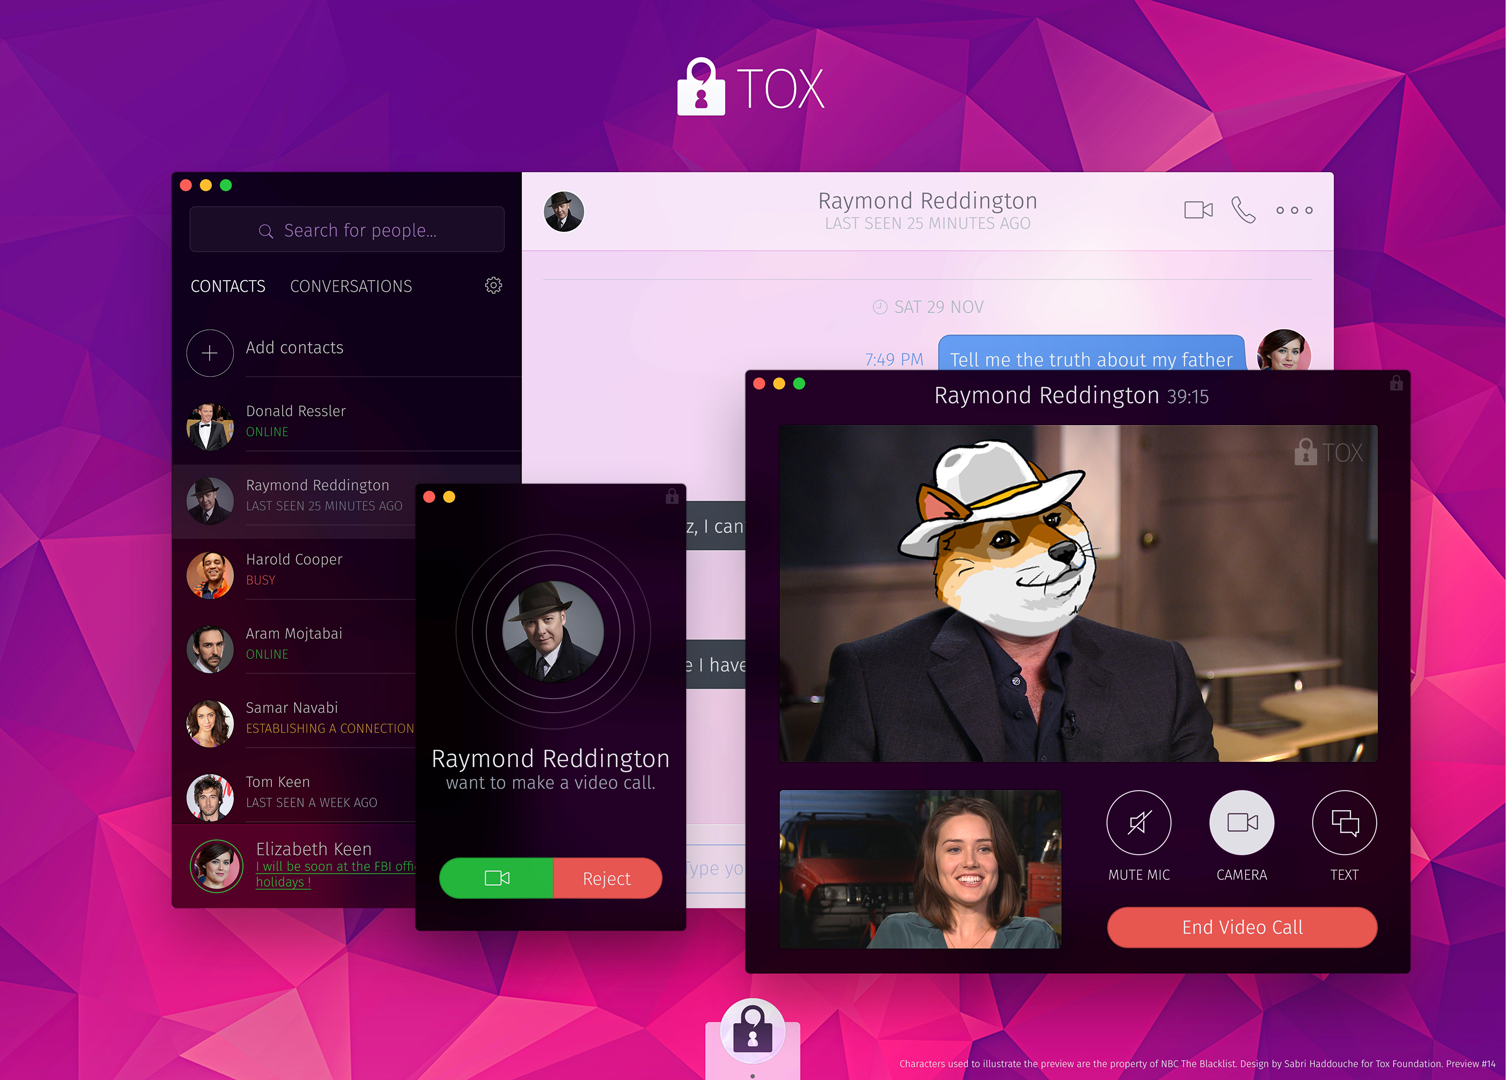 TOX
Search for people...
CONTACTS CONVERSATIONS
Add contacts
Donald Ressler
ONLINE
Raymond Reddington
LAST SEEN 25 MINUTES AGO
Harold Cooper
BUSY
Aram Mojtabai
ONLINE
Samar Navabi
ESTABLISHING A CONNECTION
Tom Keen
LAST SEEN A WEEK AGO
Elizabeth Keen
I will be soon at the FBI offi
holidays !
Raymond Reddington
LAST SEEN 25 MINUTES AGO
SAT 29 NOV
7:49 PM Tell me the truth about my father
z, I can
e I have
Type yo
Raymond Reddington
want to make a video call.
Reject
Raymond Reddington 39:15
TOX
MUTE MIC CAMERA TEXT
End Video Call
Characters used to illustrate the preview are the property of NBC The Blacklist. Design by Sabri Haddouche for Tox Foundation. Preview #14